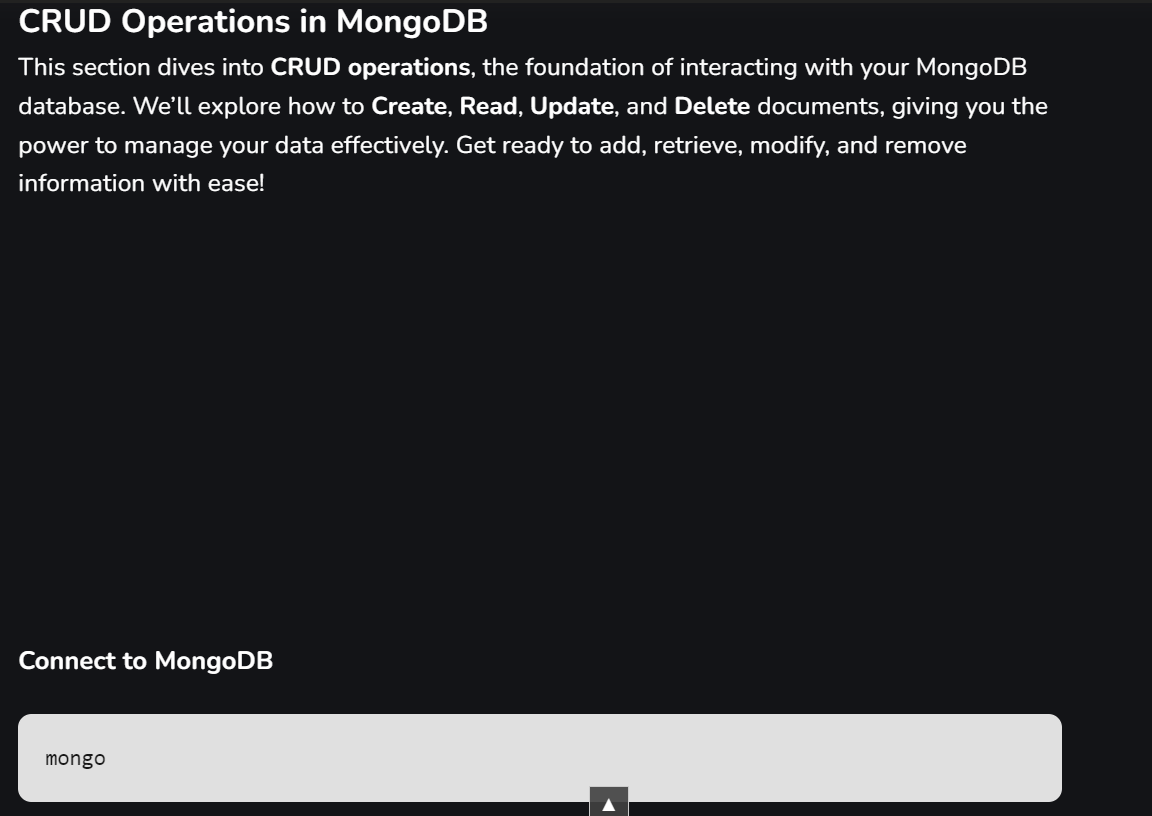 CRUD Operations in MongoDB
This section dives into CRUD operations, the foundation of interacting with your MongoDB
database. We’ll explore how to Create, Read, Update, and Delete documents, giving you the
power to manage your data effectively. Get ready to add, retrieve, modify, and remove
information with ease!
Connect to MongoDB
mongo